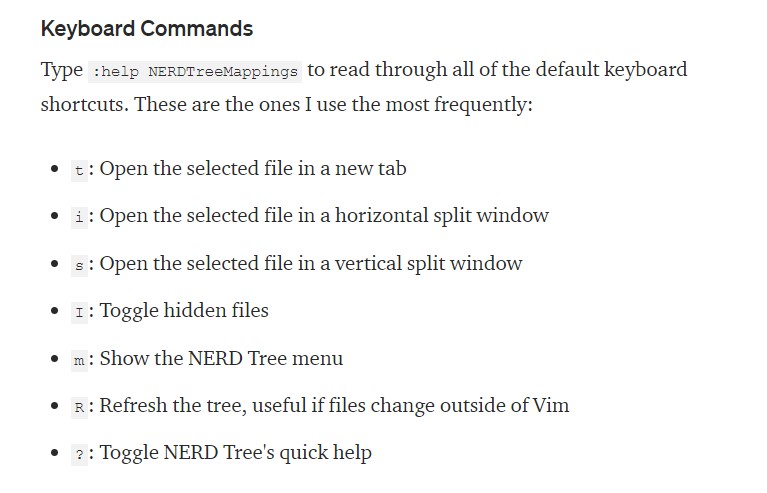 Keyboard Commands
Type :help NERDTreeMappings to read through all of the default keyboard
shortcuts. These are the ones I use the most frequently:
• t: Open the selected file in a new tab
• i: Open the selected file in a horizontal split window
• s: Open the selected file in a vertical split window
• I: Toggle hidden files
• m: Show the NERD Tree menu
• R: Refresh the tree, useful if files change outside of Vim
• ?: Toggle NERD Tree's quick help